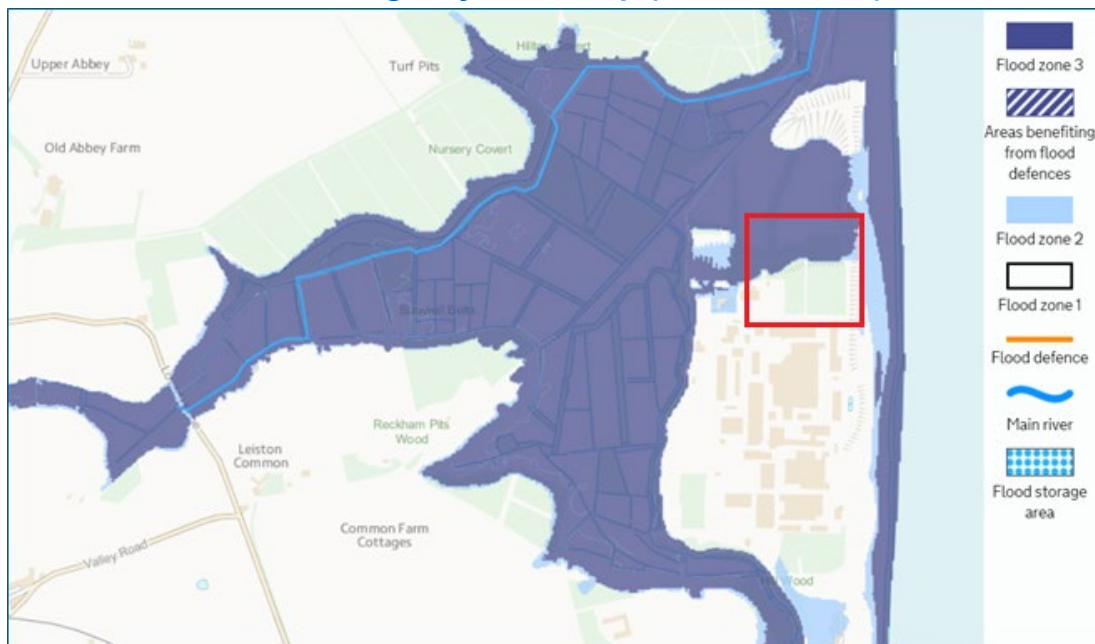 Upper Abbey
Turf Pits
Old Abbey Farm
Nursery Covert
Reckham Pits
Wood
Leiston
Common
Common Farm
Cottages
Valley Road
Wood
Flood zone 3
Areas benefiting
from flood
defences
Flood zone 2
Flood zone 1
Flood defence
Main river
Flood storage
area